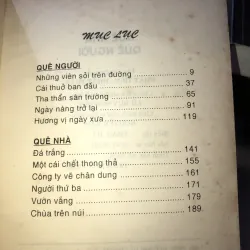 MỤC LỤC
QUÊ NGƯỜI
Những viên sỏi trên đường 9
Cái thuở ban đầu 37
Tha thẩn sân trường 65
Ngày nắng trở lại 91
Hương vị ngày xưa 119
QUÊ NHÀ
Đá trắng 141
Một cái chết thong thả 155
Công ty vẽ chân dung 161
Người thứ ba 171
Vườn vắng 179
Chùa trên núi 189